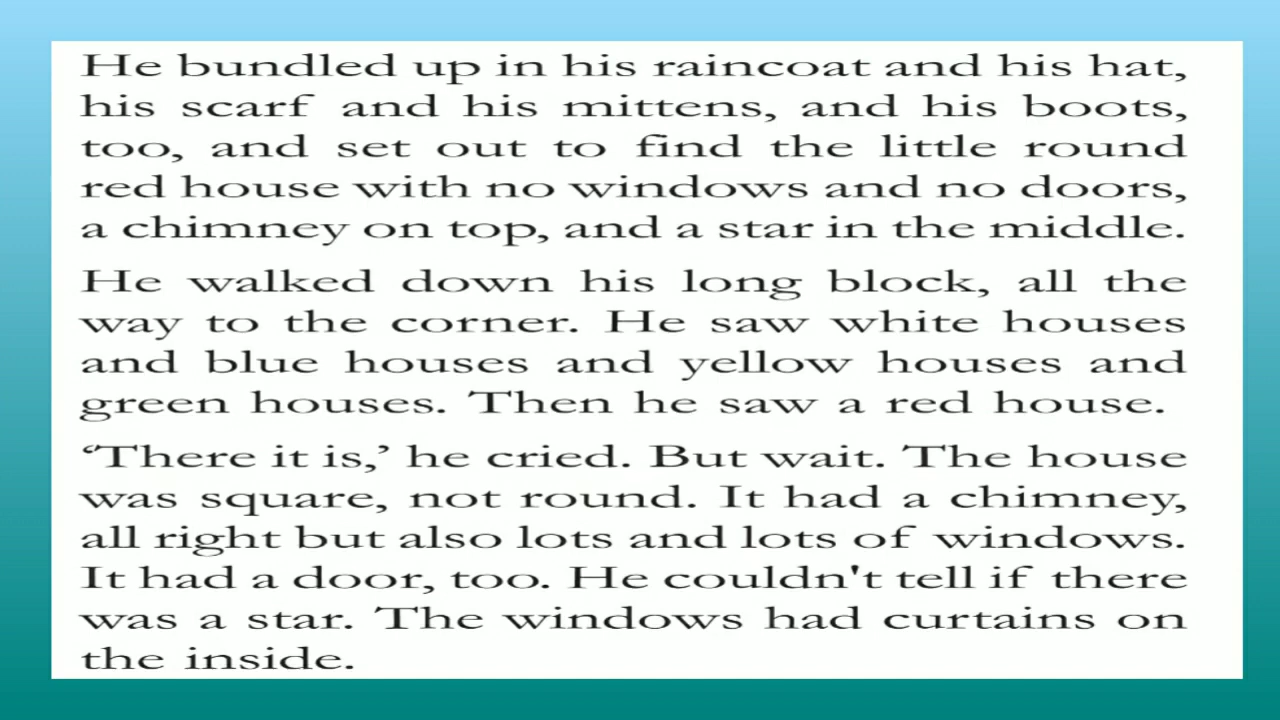 He bundled up in his raincoat and his hat,
his scarf and his mittens, and his boots,
too, and set out to find the little round
red house with no windows and no doors,
a chimney on top, and a star in the middle.
He walked down his long block, all the
way to the corner. He saw white houses
and blue houses and yellow houses and
green houses. Then he saw a red house.
‘There it is,’ he cried. But wait. The house
was square, not round. It had a chimney,
all right but also lots and lots of windows.
It had a door, too. He couldn't tell if there
was a star. The windows had curtains on
the inside.